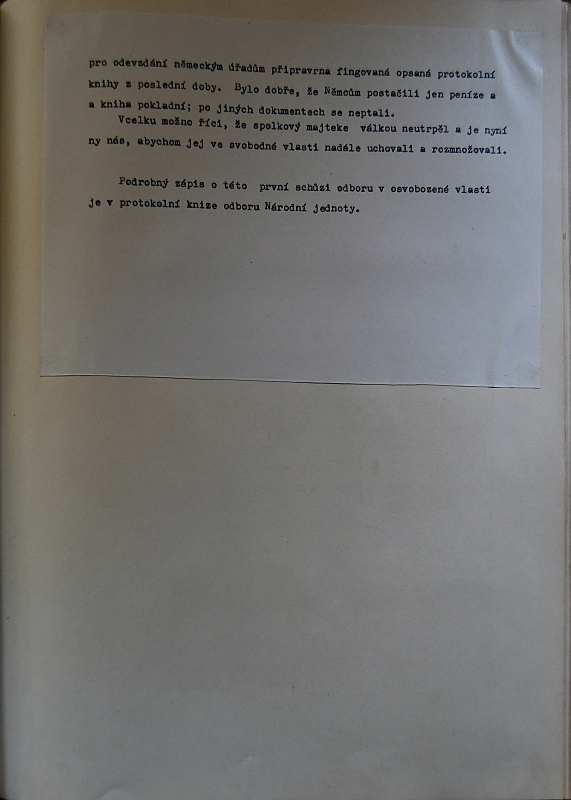 pro odevzdání německým úřadům připravrna fingovaná opsaná protokolní
knihy z poslední doby. Bylo dobře, že Němcům postačili jen peníze a
a kniha pokladní; po jiných dokumentech se neptali.
Vcelku možno říci, že spolkový majteke válkou neutrpěl a je nyní
ny nás, abychom jej ve svobodné vlasti nadále uchovali a rozmnožovali.
Podrobný zápis o této první schůzi odboru v osvobozené vlasti
je v protokolní knize odboru Národní jednoty.